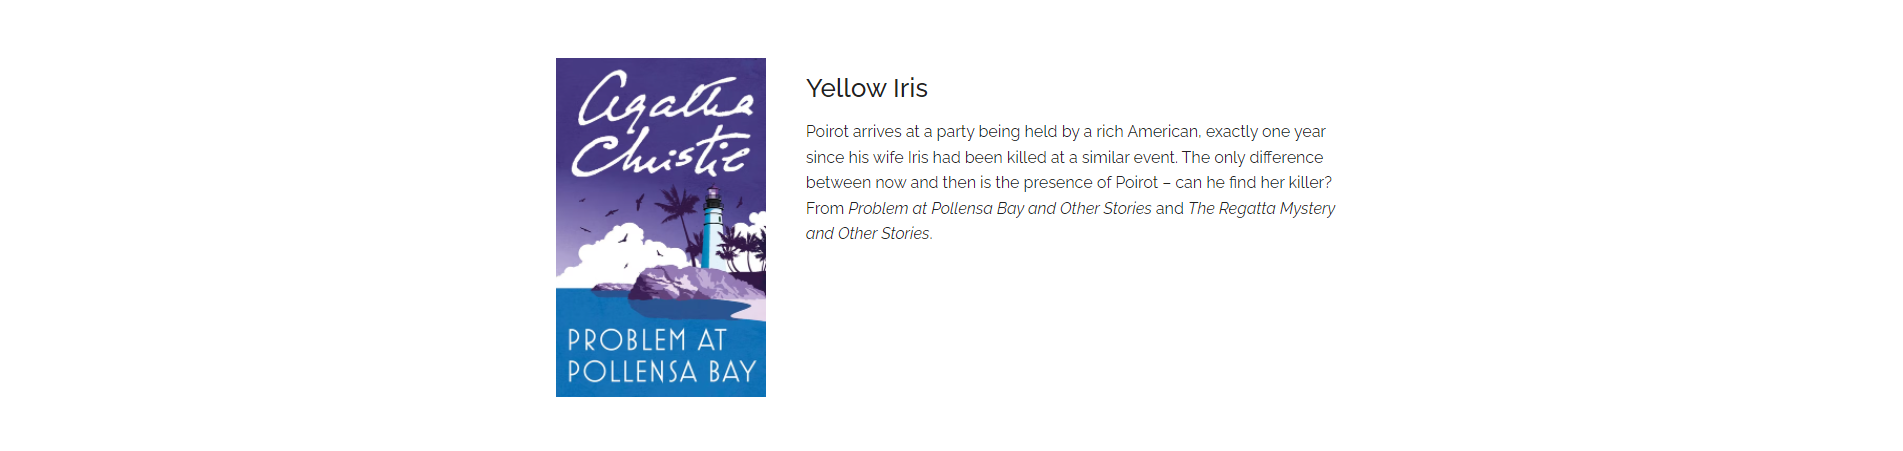 Agatha
Christie
PROBLEM AT
POLLENSA BAY
Yellow Iris
Poirot arrives at a party being held by a rich American, exactly one year
since his wife Iris had been killed at a similar event. The only difference
between now and then is the presence of Poirot – can he find her killer?
From Problem at Pollensa Bay and Other Stories and The Regatta Mystery
and Other Stories.